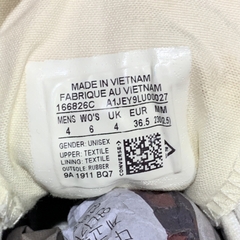 MADE IN VIETNAM
FABRIQUE AU VIETNAM
166826C A1JEY9LU00027
MENS WO'S UK EUR MM
4 6 4 36.5 230(2.5)
GENDER: UNISEX
UPPER: TEXTILE
LINING: TEXTILE
OUTSOLE: RUBBER
9A 1911 BQ7
CONVERSE